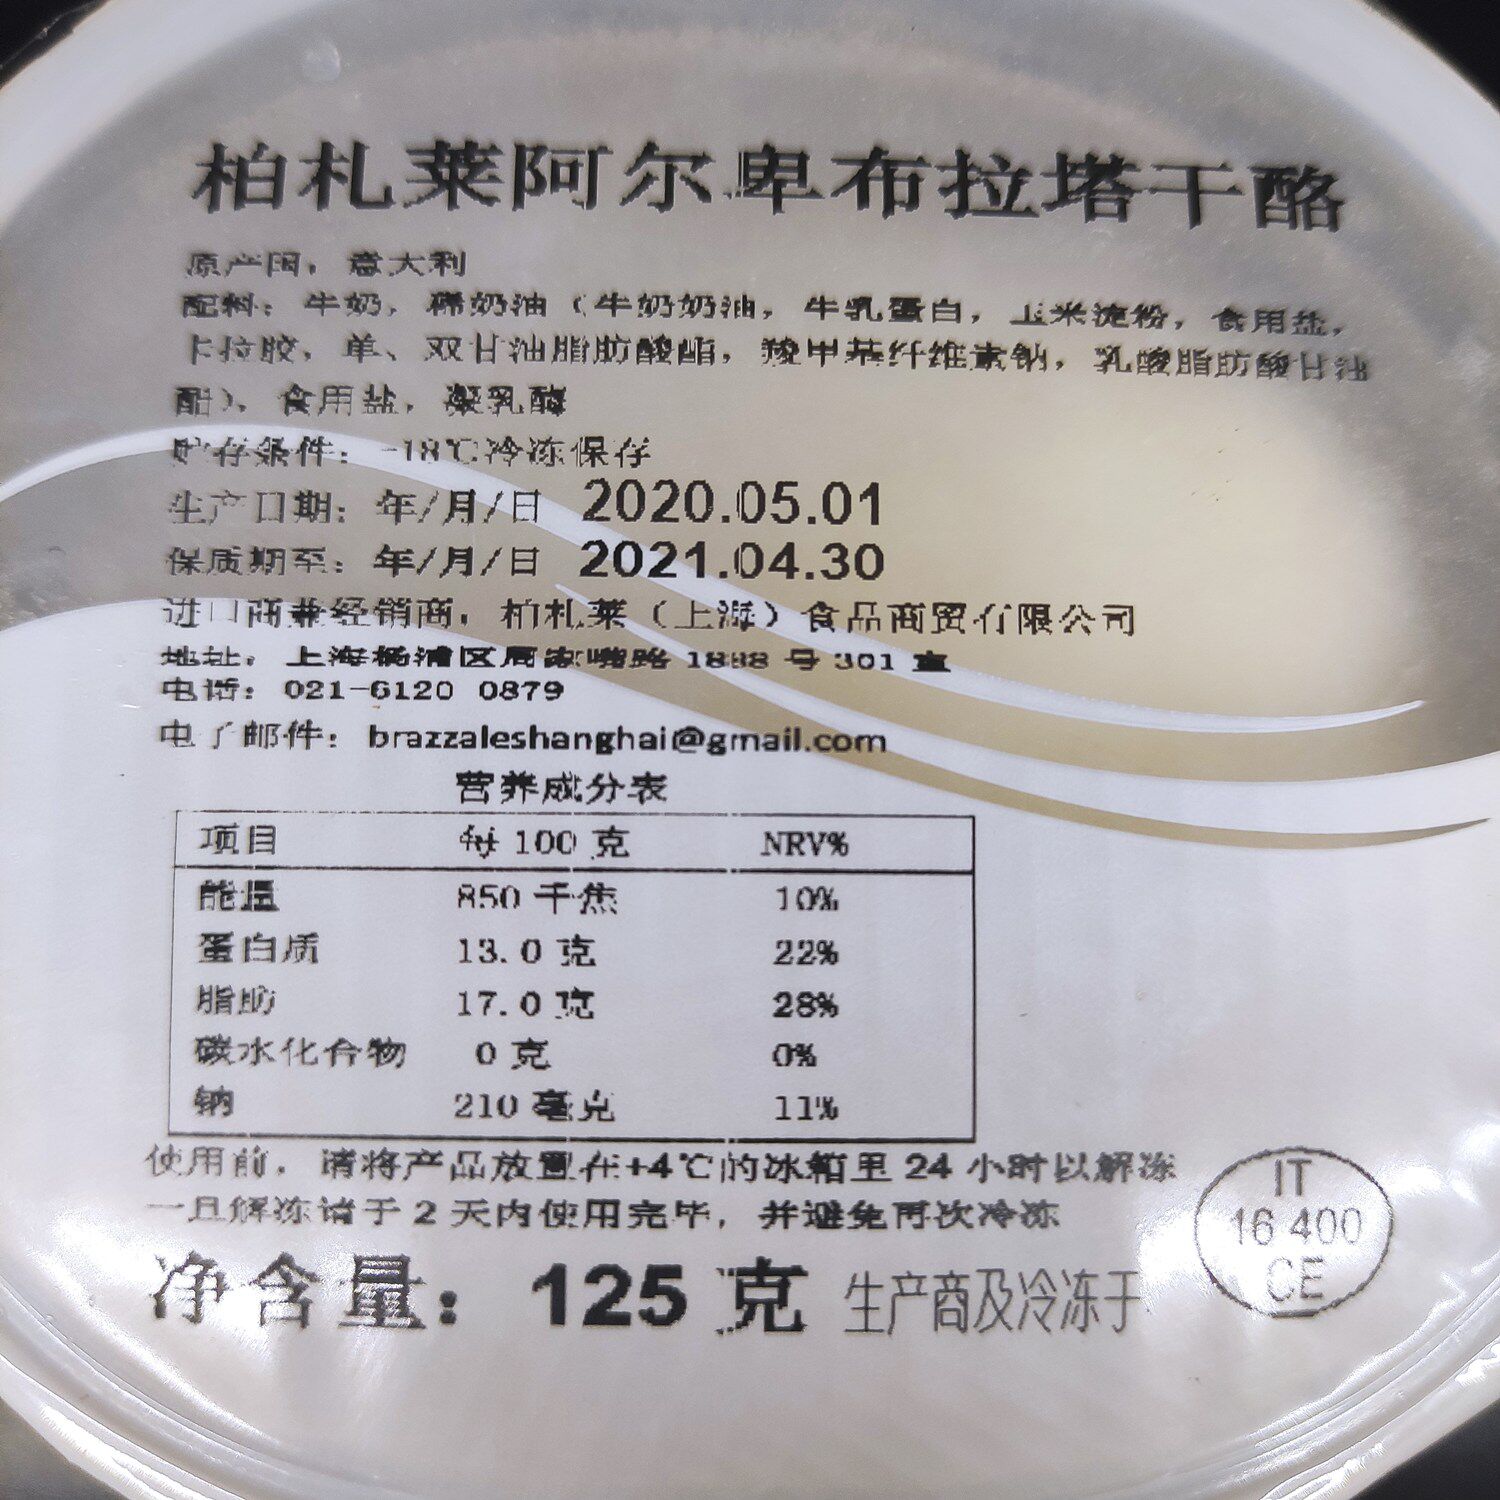 柏札莱阿尔卑布拉塔干酪
原产国：意大利
配料：牛奶，稀奶油（牛奶奶油，牛乳蛋白，玉米淀粉，食用盐，
卡拉胶，单、双甘油脂肪酸酯，羧甲基纤维素钠，乳酸脂肪酸甘油
酯），食用盐，凝乳酶
贮存条件：-18℃冷冻保存
生产日期：年/月/日 2020.05.01
保质期至：年/月/日 2021.04.30
进口商兼经销商：柏札莱（上海）食品商贸有限公司
地址：上海杨浦区周家嘴路 1888 号 301 室
电话：021-6120 0879
电子邮件：brazzaleshanghai@gmail.com
营养成分表
项目 每 100 克 NRV%
能量 850 千焦 10%
蛋白质 13.0 克 22%
脂肪 17.0 克 28%
碳水化合物 0 克 0%
钠 210 毫克 11%
使用前，请将产品放置在+4℃的冰箱里 24 小时以解冻
一旦解冻请于 2 天内使用完毕，并避免再次冷冻
净含量：125 克 生产商及冷冻于
IT
16 400
CE